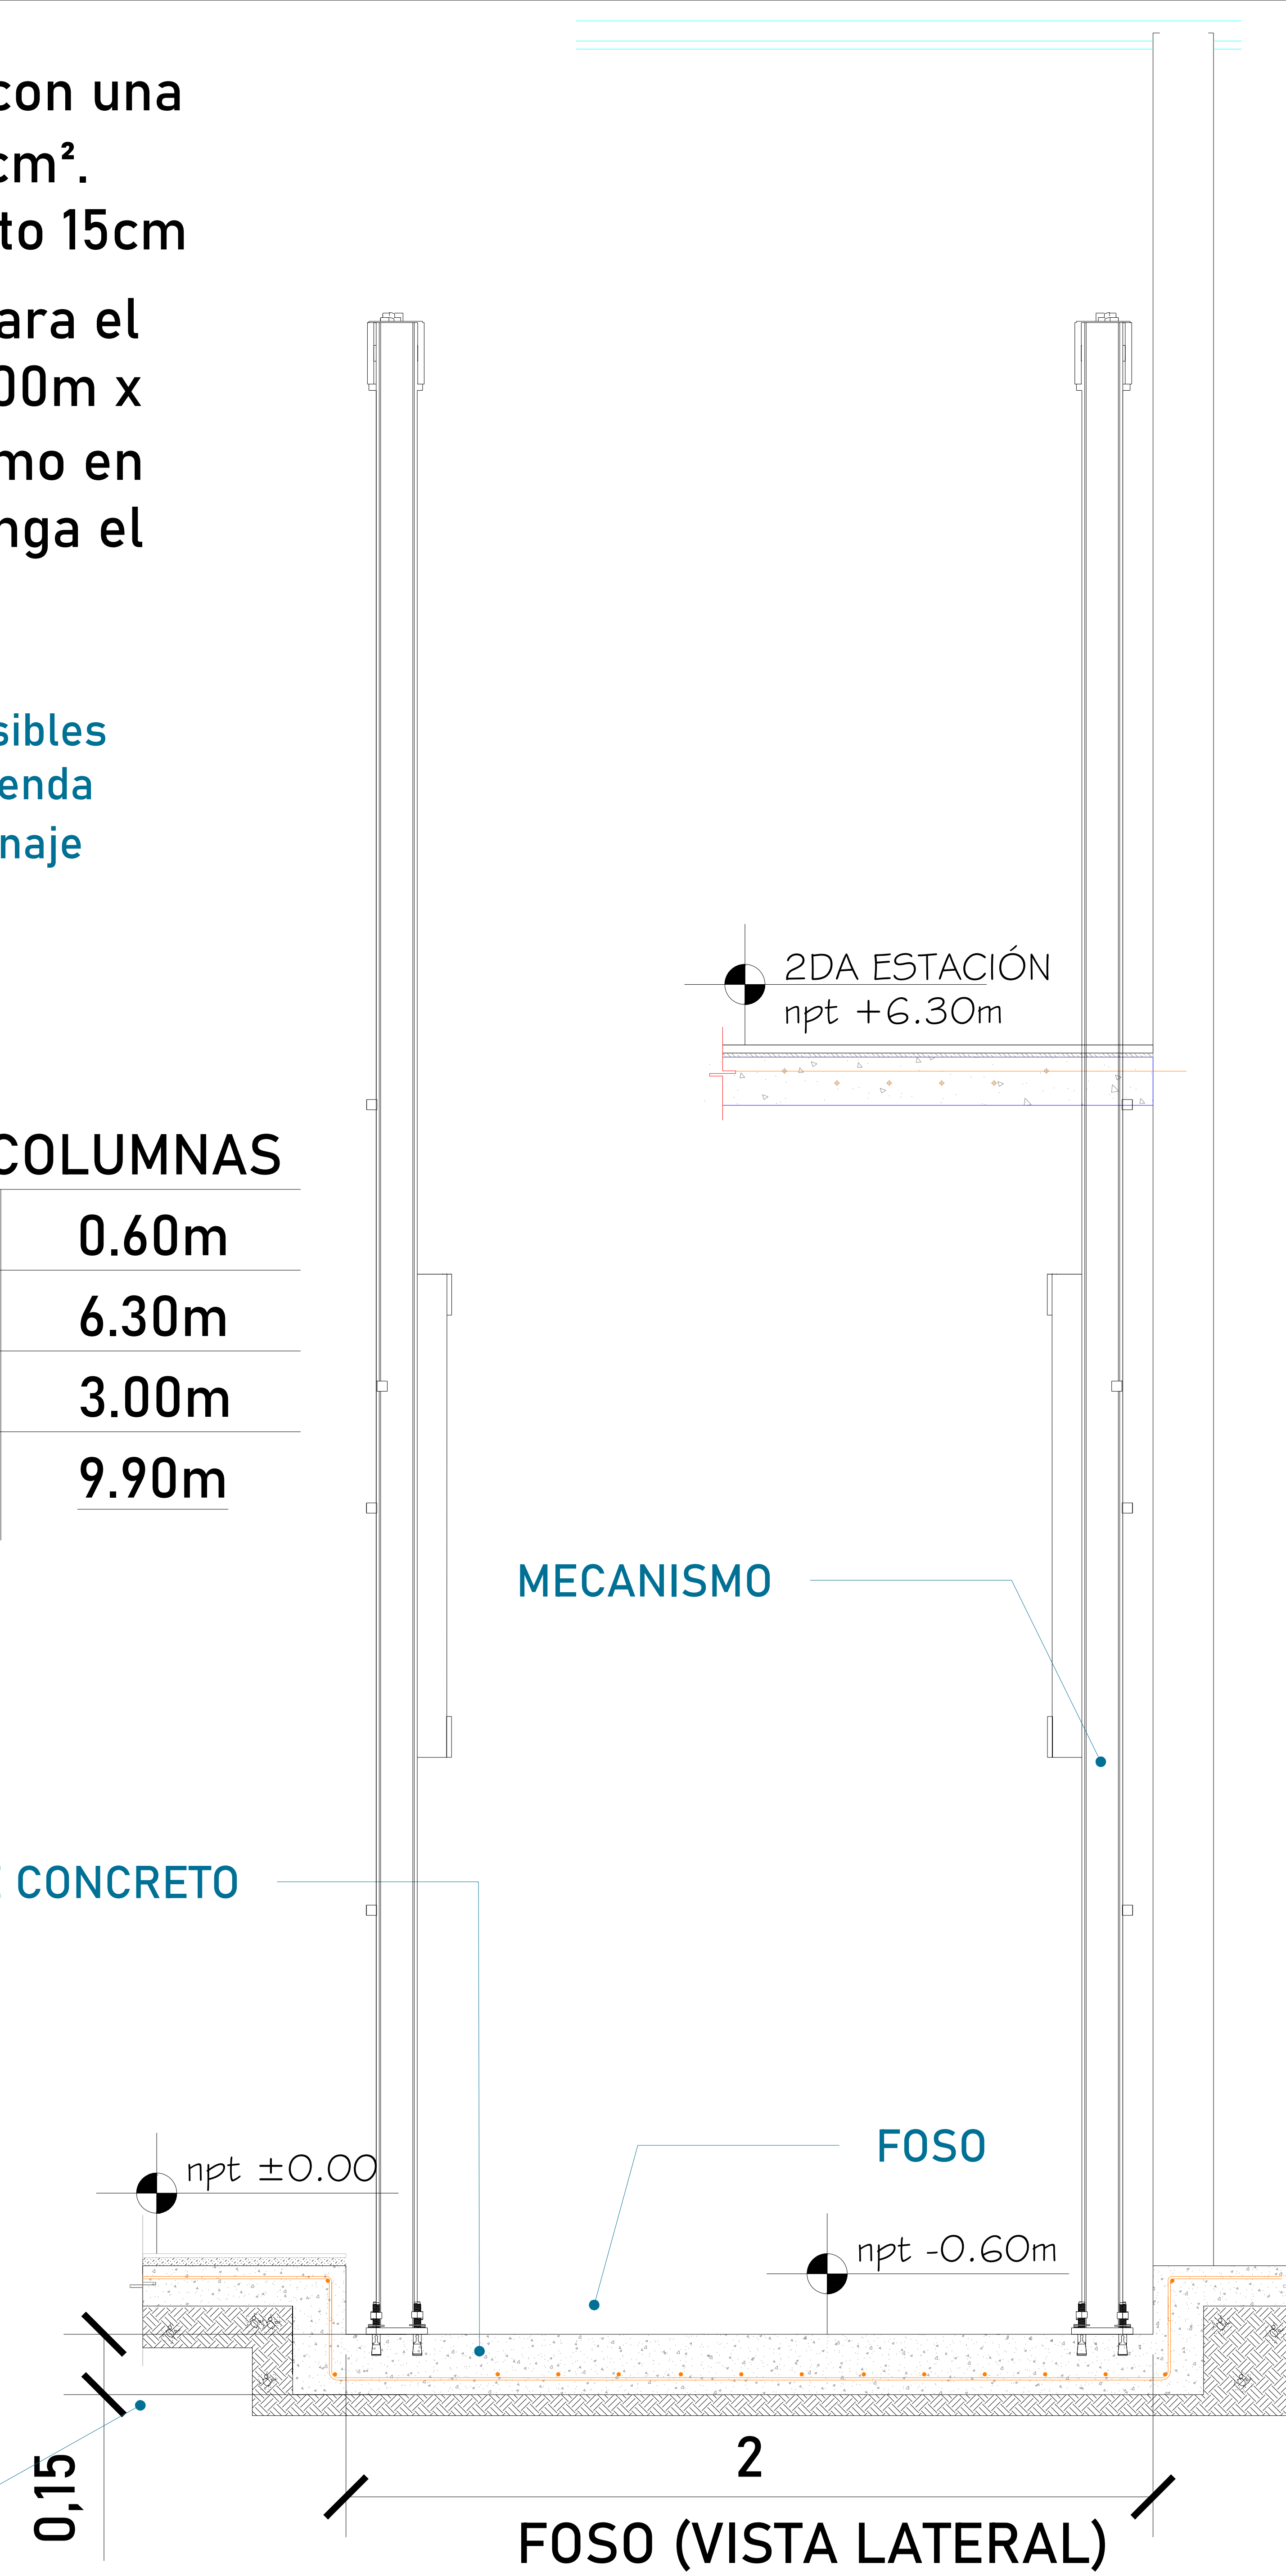 con una
cm².
to 15cm
ara el
00m x
mo en
nga el
sibles
enda
naje
2DA ESTACIÓN
npt +6.30m
COLUMNAS
0.60m
6.30m
3.00m
9.90m
MECANISMO
CONCRETO
FOSO
npt ±0.00
npt -0.60m
0,15
2
FOSO (VISTA LATERAL)